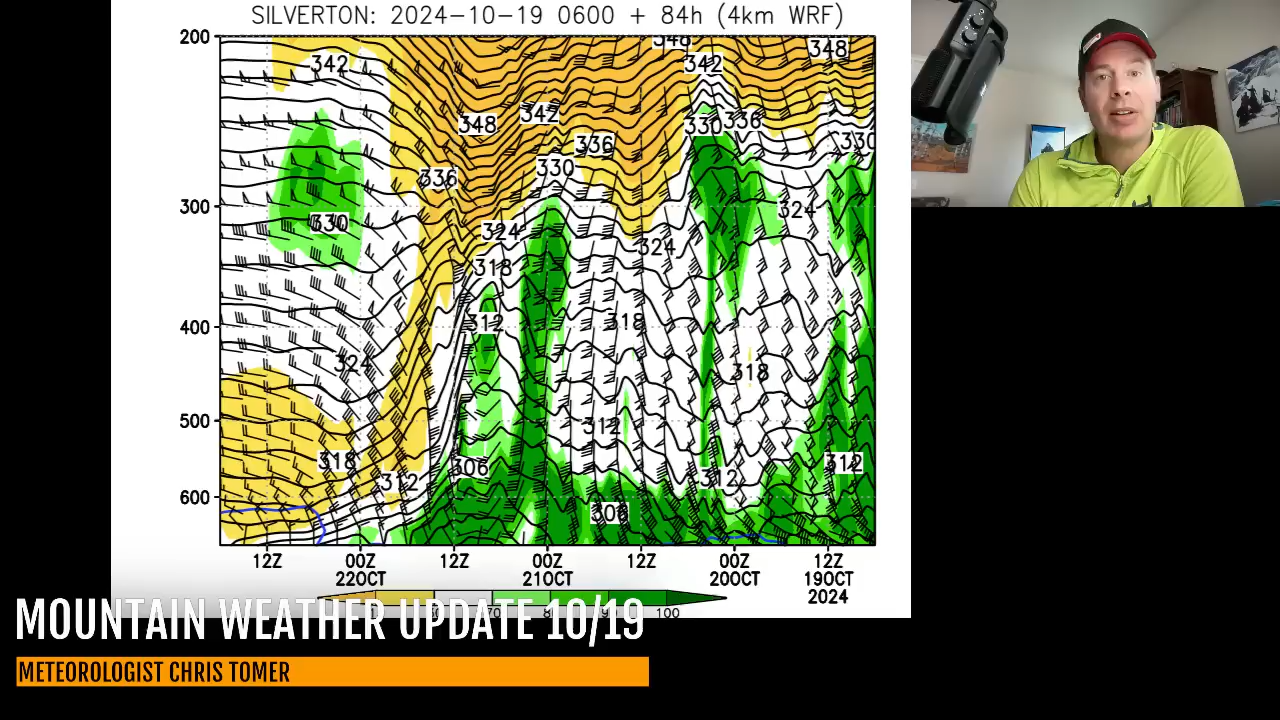 SILVERTON: 2024-10-19 0600 + 84h (4km WRF)
200
300
400
500
600
348
348
342
342
342
348
336
336
330
330
330
336
330
324
324
324
318
312
318
318
324
318
312
306
312
306
312
312
12Z
00Z
12Z
00Z
12Z
00Z
12Z
22OCT
21OCT
20OCT
19OCT
2024
70
100
MOUNTAIN WEATHER UPDATE 10/19
METEOROLOGIST CHRIS TOMER